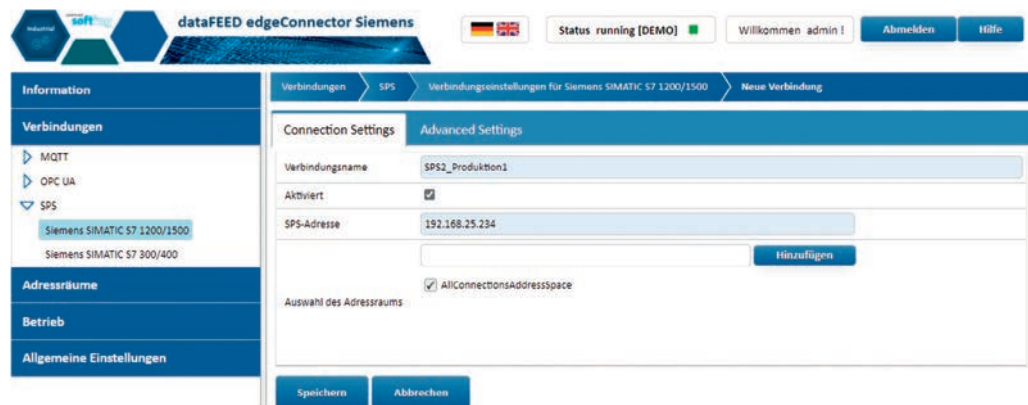 Industrial
softing
dataFEED edgeConnector Siemens
Status running [DEMO]
Willkommen admin !
Abmelden
Hilfe
Information
Verbindungen
MQTT
OPC UA
SPS
Siemens SIMATIC S7 1200/1500
Siemens SIMATIC S7 300/400
Adressräume
Betrieb
Allgemeine Einstellungen
Verbindungen
SPS
Verbindungseinstellungen für Siemens SIMATIC S7 1200/1500
Neue Verbindung
Connection Settings
Advanced Settings
Verbindungsname
SPS2_Produktion1
Aktiviert
SPS-Adresse
192.168.25.234
Hinzufügen
AllConnectionsAddressSpace
Auswahl des Adressraums
Speichern
Abbrechen